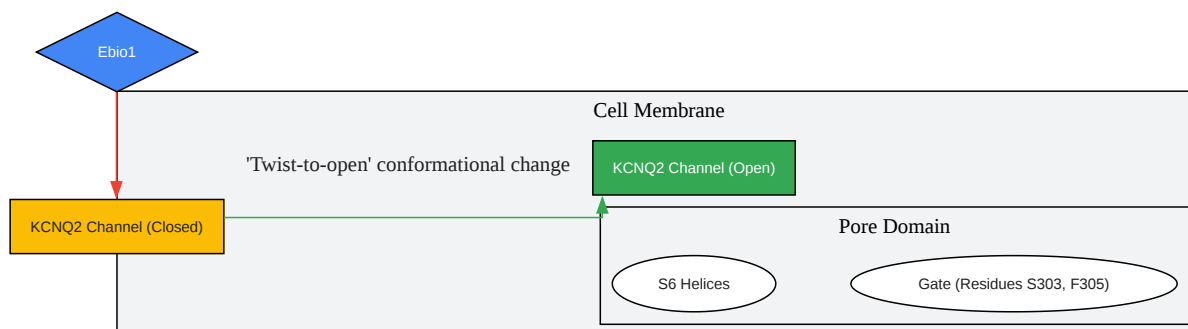 Ebio1
Cell Membrane
'Twist-to-open' conformational change
KCNQ2 Channel (Open)
KCNQ2 Channel (Closed)
Pore Domain
S6 Helices
Gate (Residues S303, F305)